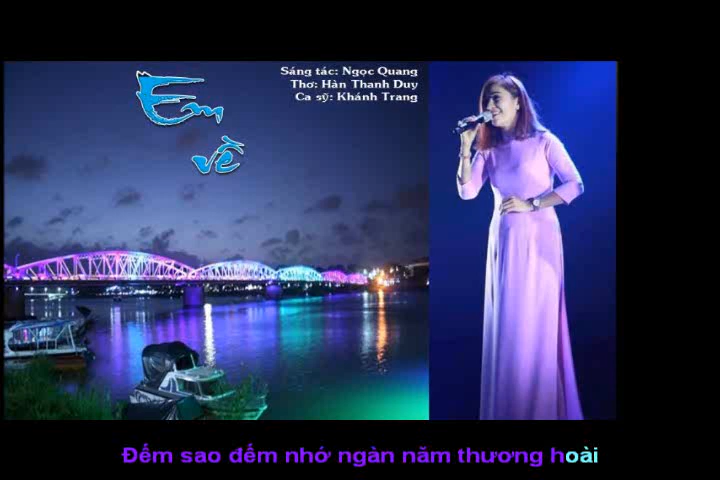 Sáng tác: Ngọc Quang
Thơ: Hàn Thanh Duy
Ca sỹ: Khánh Trang
Em
về
Đếm sao đếm nhớ ngàn năm thương hoài